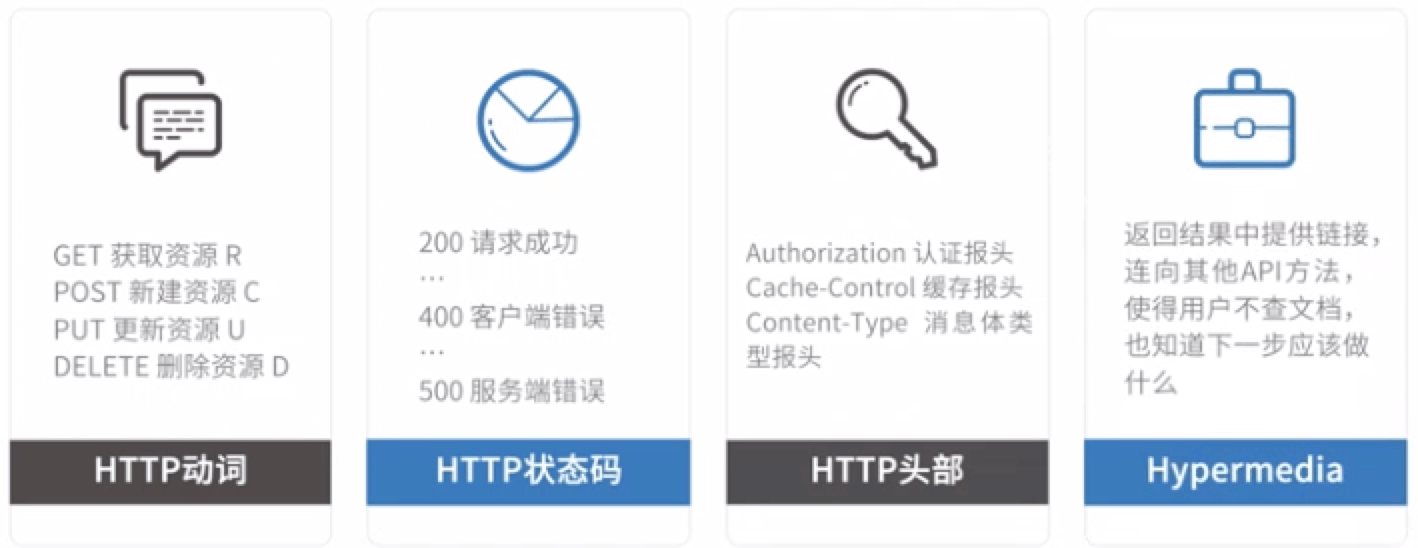 GET 获取资源 R
POST 新建资源 C
PUT 更新资源 U
DELETE 删除资源 D
HTTP动词
200 请求成功
...
400 客户端错误
...
500 服务端错误
HTTP状态码
Authorization 认证报头
Cache-Control 缓存报头
Content-Type 消息体类
型报头
HTTP头部
返回结果中提供链接，
连向其他API方法，
使得用户不查文档，
也知道下一步应该做
什么
Hypermedia